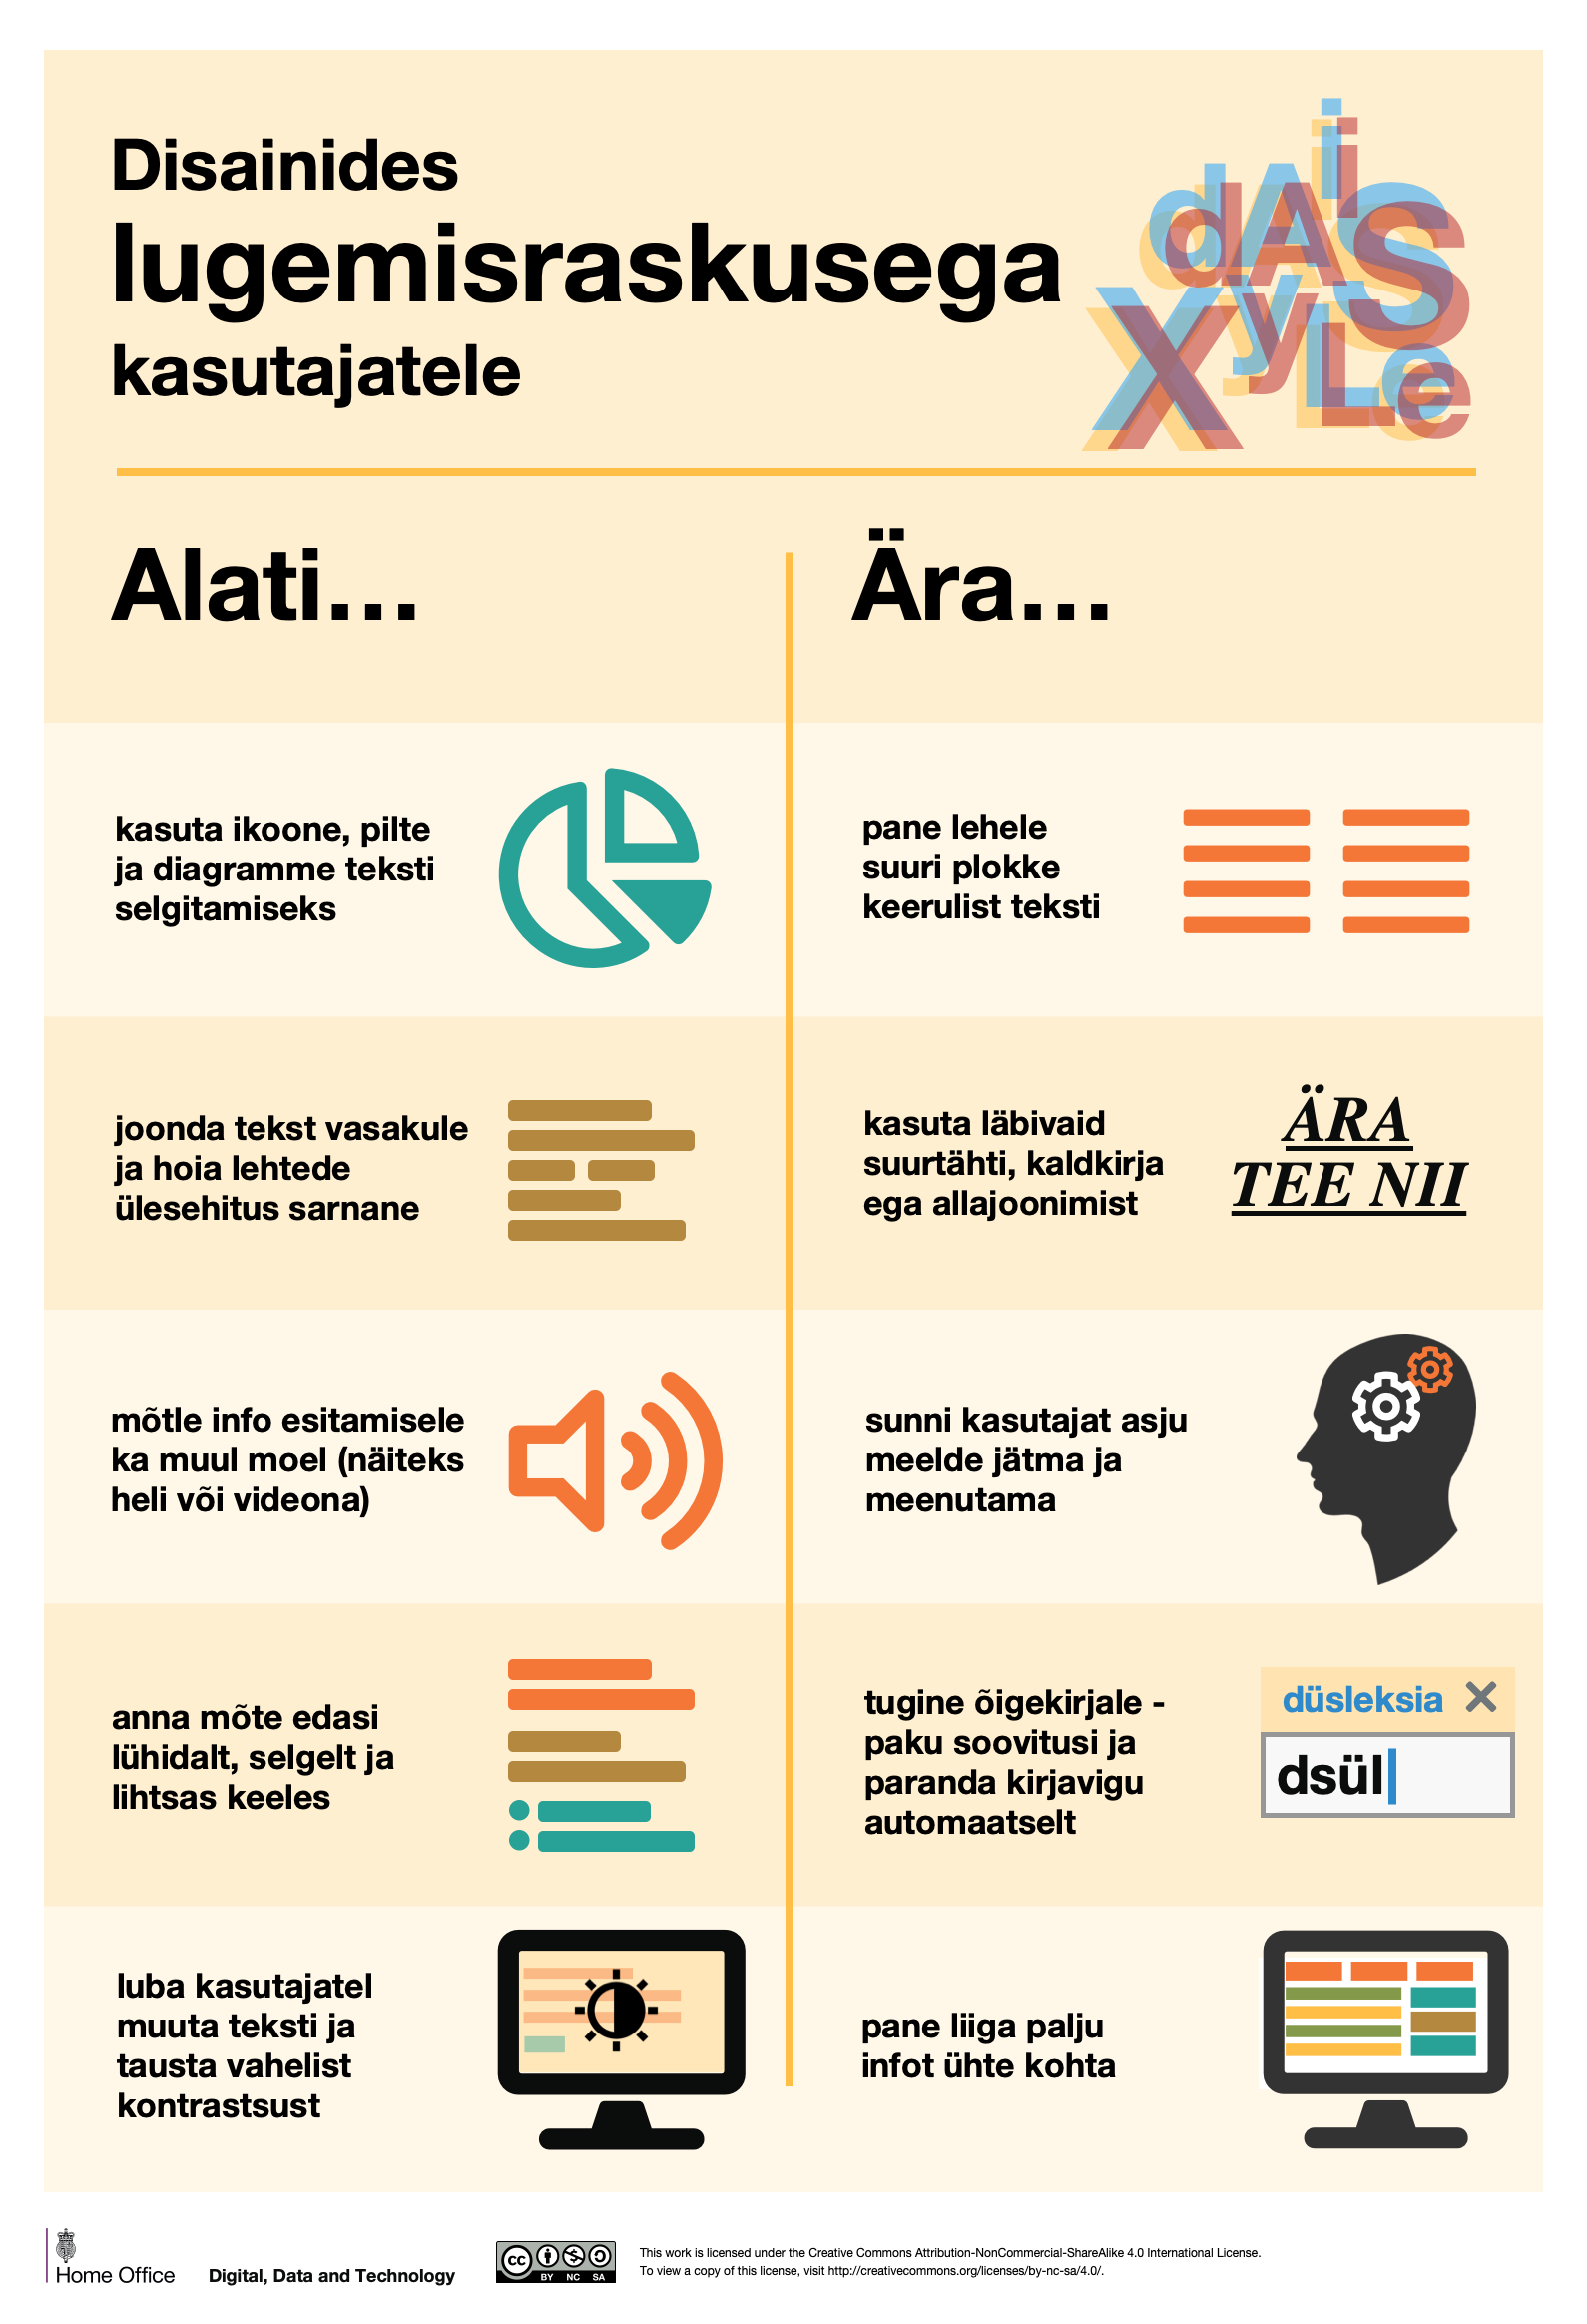 Disainides
lugemisraskusega
kasutajatele
d i A S
X y L e
Alati...
kasuta ikoone, pilte
ja diagramme teksti
selgitamiseks
joonda tekst vasakule
ja hoia lehtede
ülesehitus sarnane
mõtle info esitamisele
ka muul moel (näiteks
heli või videona)
anna mõte edasi
lühidalt, selgelt ja
lihtsas keeles
luba kasutajatel
muuta teksti ja
tausta vahelist
kontrastsust
Ära...
pane lehele
suuri plokke
keerulist teksti
kasuta läbivaid
suurtähti, kaldkirja
ega allajoonimist
ÄRA
TEE NII
sunni kasutajat asju
meelde jätma ja
meenutama
tugine õigekirjale -
paku soovitusi ja
paranda kirjavigu
automaatselt
düsleksia
dsül
pane liiga palju
infot ühte kohta
Home Office
Digital, Data and Technology
cc BY NC SA
This work is licensed under the Creative Commons Attribution-NonCommercial-ShareAlike 4.0 International License.
To view a copy of this license, visit http://creativecommons.org/licenses/by-nc-sa/4.0/.